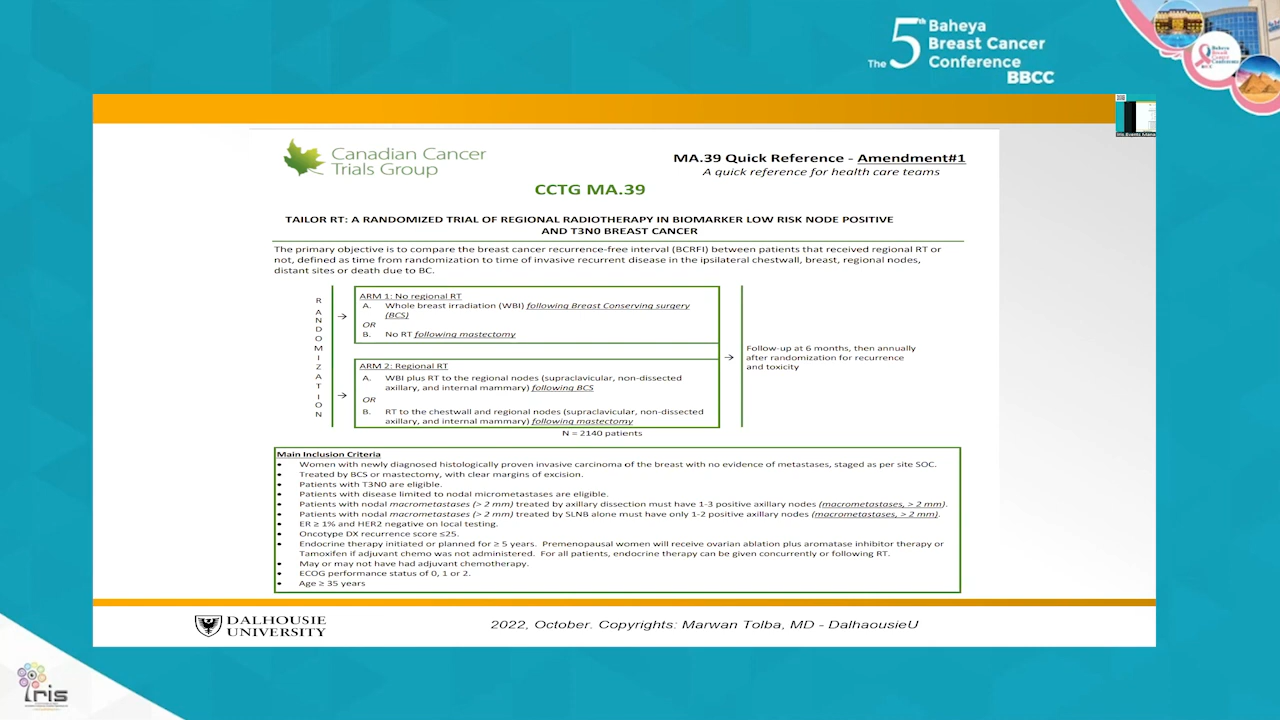 The 5th Baheya
Breast Cancer
Conference
BBCC
Canadian Cancer
Trials Group
MA.39 Quick Reference - Amendment#1
A quick reference for health care teams
CCTG MA.39
TAILOR RT: A RANDOMIZED TRIAL OF REGIONAL RADIOTHERAPY IN BIOMARKER LOW RISK NODE POSITIVE
AND T3N0 BREAST CANCER
The primary objective is to compare the breast cancer recurrence-free interval (BCRFI) between patients that received regional RT or
not, defined as time from randomization to time of invasive recurrent disease in the ipsilateral chestwall, breast, regional nodes,
distant sites or death due to BC.
RANDOMIZATION
→
ARM 1: No regional RT
A. Whole breast irradiation (WBI) following Breast Conserving surgery
(BCS)
OR
B. No RT following mastectomy
→
ARM 2: Regional RT
A. WBI plus RT to the regional nodes (supraclavicular, non-dissected
axillary, and internal mammary) following BCS
OR
B. RT to the chestwall and regional nodes (supraclavicular, non-dissected
axillary, and internal mammary) following mastectomy
→
Follow-up at 6 months, then annually
after randomization for recurrence
and toxicity
N = 2140 patients
Main Inclusion Criteria
• Women with newly diagnosed histologically proven invasive carcinoma of the breast with no evidence of metastases, staged as per site SOC.
• Treated by BCS or mastectomy, with clear margins of excision.
• Patients with T3N0 are eligible.
• Patients with disease limited to nodal micrometastases are eligible.
• Patients with nodal macrometastases (> 2 mm) treated by axillary dissection must have 1-3 positive axillary nodes (macrometastases, > 2 mm).
• Patients with nodal macrometastases (> 2 mm) treated by SLNB alone must have only 1-2 positive axillary nodes (macrometastases, > 2 mm).
• ER ≥ 1% and HER2 negative on local testing.
• Oncotype DX recurrence score ≤25.
• Endocrine therapy initiated or planned for ≥ 5 years. Premenopausal women will receive ovarian ablation plus aromatase inhibitor therapy or
Tamoxifen if adjuvant chemo was not administered. For all patients, endocrine therapy can be given concurrently or following RT.
• May or may not have had adjuvant chemotherapy.
• ECOG performance status of 0, 1 or 2.
• Age ≥ 35 years
DALHOUSIE
UNIVERSITY
2022, October. Copyrights: Marwan Tolba, MD - DalhaousieU
Iris